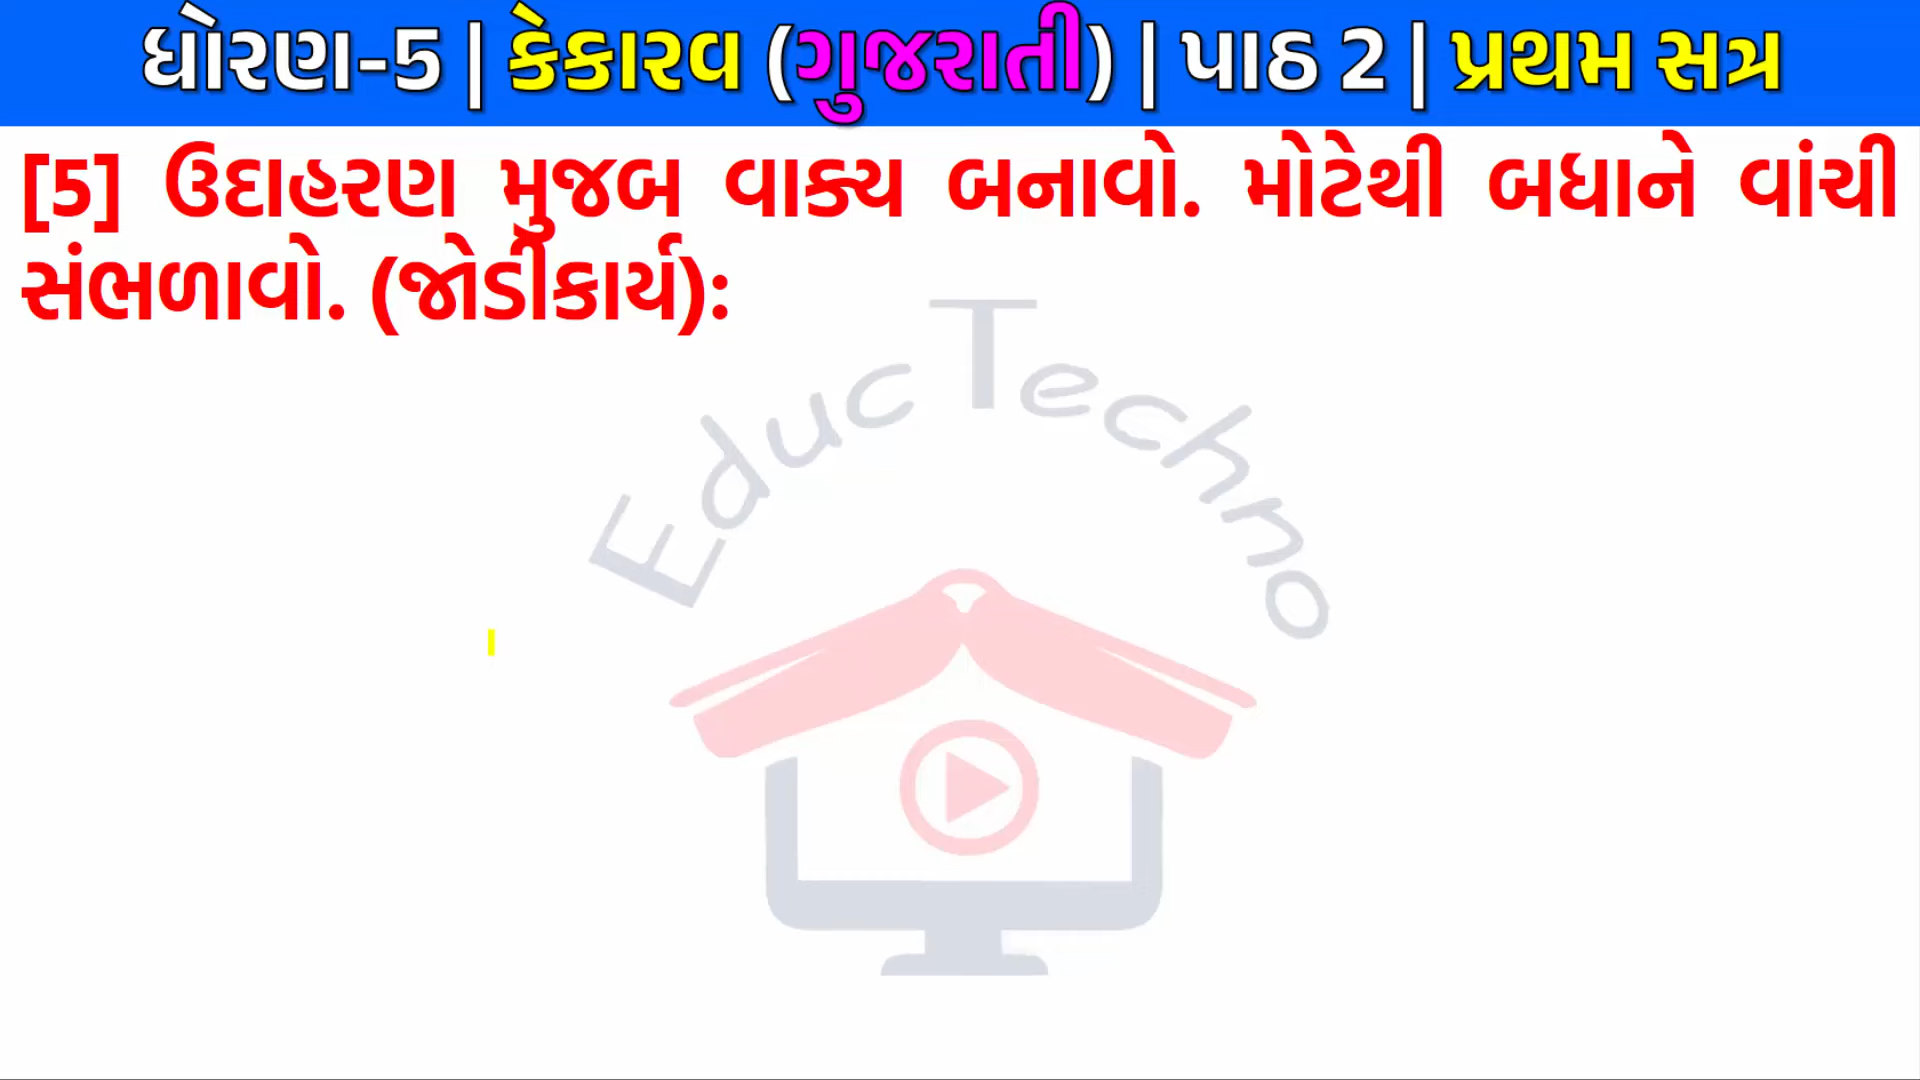 ધોરણ-5 | કેકારવ (ગુજરાતી) | પાઠ 2 | પ્રથમ સત્ર
[5] ઉદાહરણ મુજબ વાક્ય બનાવો. મોટેથી બધાને વાંચી
સંભળાવો. (જોડીકાર્ય):
EducTechno